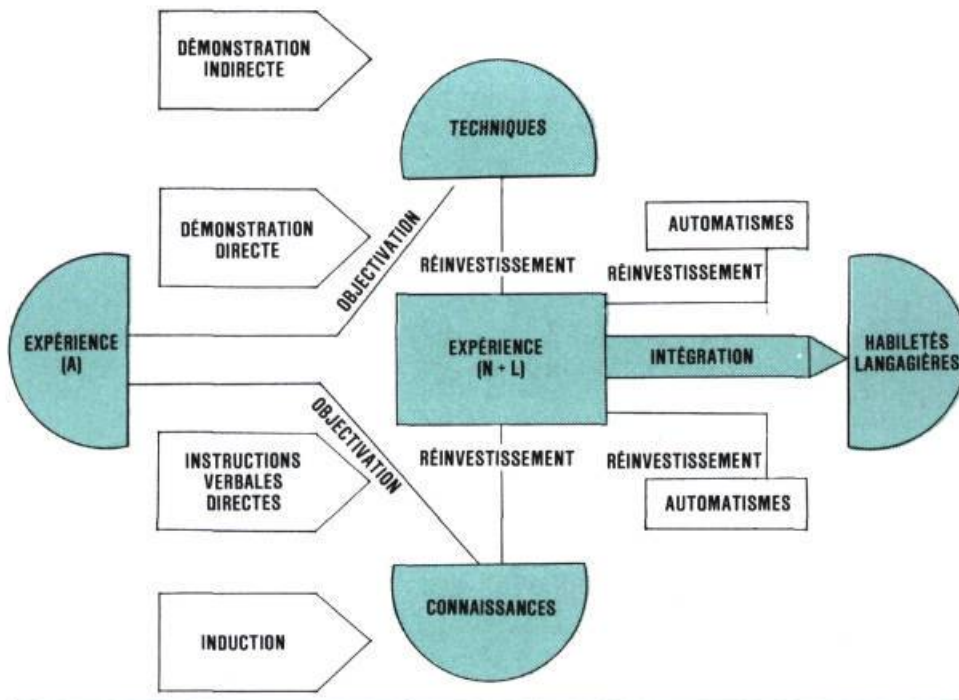 DÉMONSTRATION
INDIRECTE
TECHNIQUES
DÉMONSTRATION
DIRECTE
OBJECTIVATION
AUTOMATISMES
RÉINVESTISSEMENT
RÉINVESTISSEMENT
EXPÉRIENCE
(A)
EXPÉRIENCE
(N + L)
INTÉGRATION
HABILETÉS
LANGAGIÈRES
OBJECTIVATION
INSTRUCTIONS
VERBALES
DIRECTES
RÉINVESTISSEMENT
RÉINVESTISSEMENT
AUTOMATISMES
CONNAISSANCES
INDUCTION